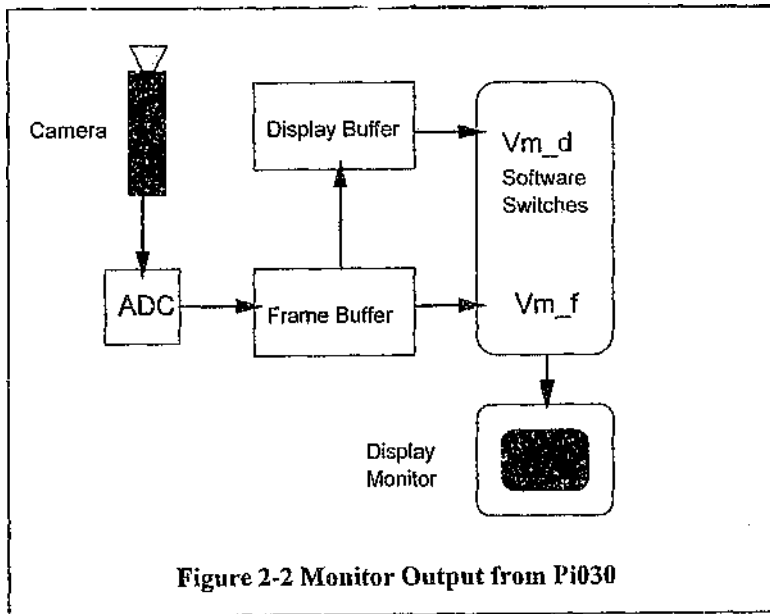 Camera
Display Buffer
Vm_d
Software
Switches
ADC
Frame Buffer
Vm_f
Display
Monitor
Figure 2-2 Monitor Output from Pi030